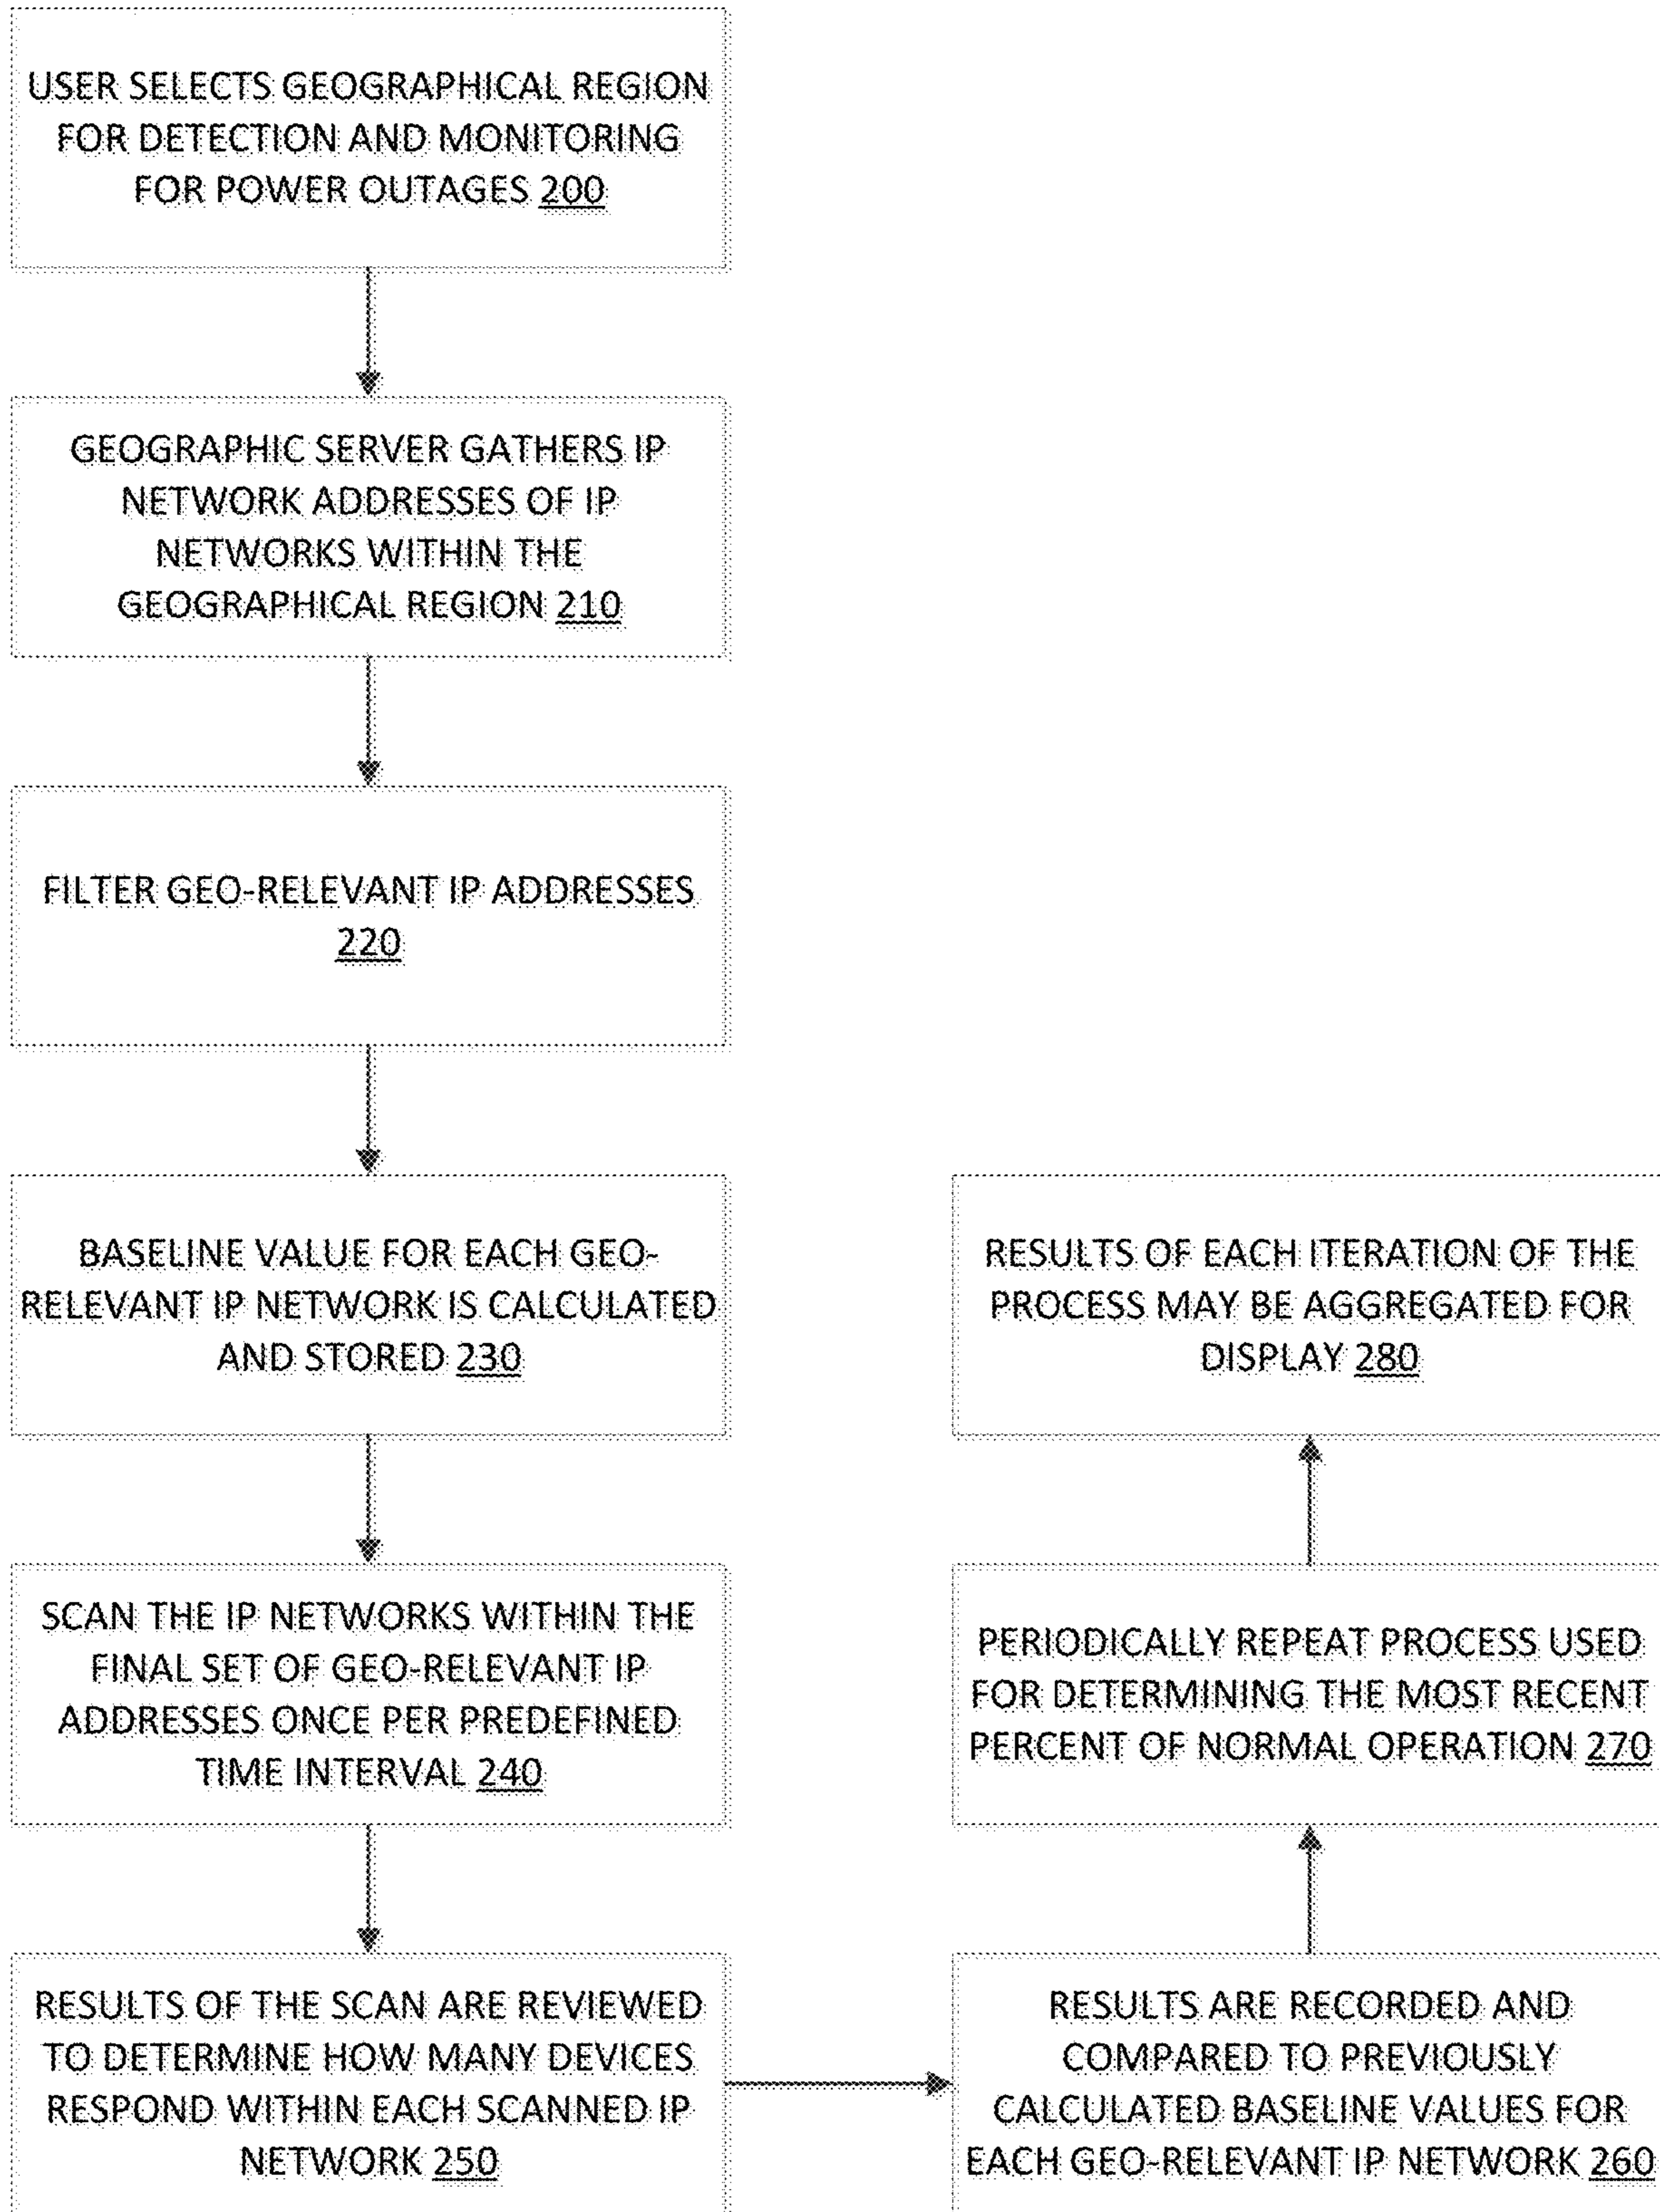 USER SELECTS GEOGRAPHICAL REGION
FOR DETECTION AND MONITORING
FOR POWER OUTAGES 200
GEOGRAPHIC SERVER GATHERS IP
NETWORK ADDRESSES OF IP
NETWORKS WITHIN THE
GEOGRAPHICAL REGION 210
FILTER GEO-RELEVANT IP ADDRESSES
220
BASELINE VALUE FOR EACH GEO-
RELEVANT IP NETWORK IS CALCULATED
AND STORED 230
SCAN THE IP NETWORKS WITHIN THE
FINAL SET OF GEO-RELEVANT IP
ADDRESSES ONCE PER PREDEFINED
TIME INTERVAL 240
RESULTS OF THE SCAN ARE REVIEWED
TO DETERMINE HOW MANY DEVICES
RESPOND WITHIN EACH SCANNED IP
NETWORK 250
RESULTS ARE RECORDED AND
COMPARED TO PREVIOUSLY
CALCULATED BASELINE VALUES FOR
EACH GEO-RELEVANT IP NETWORK 260
PERIODICALLY REPEAT PROCESS USED
FOR DETERMINING THE MOST RECENT
PERCENT OF NORMAL OPERATION 270
RESULTS OF EACH ITERATION OF THE
PROCESS MAY BE AGGREGATED FOR
DISPLAY 280